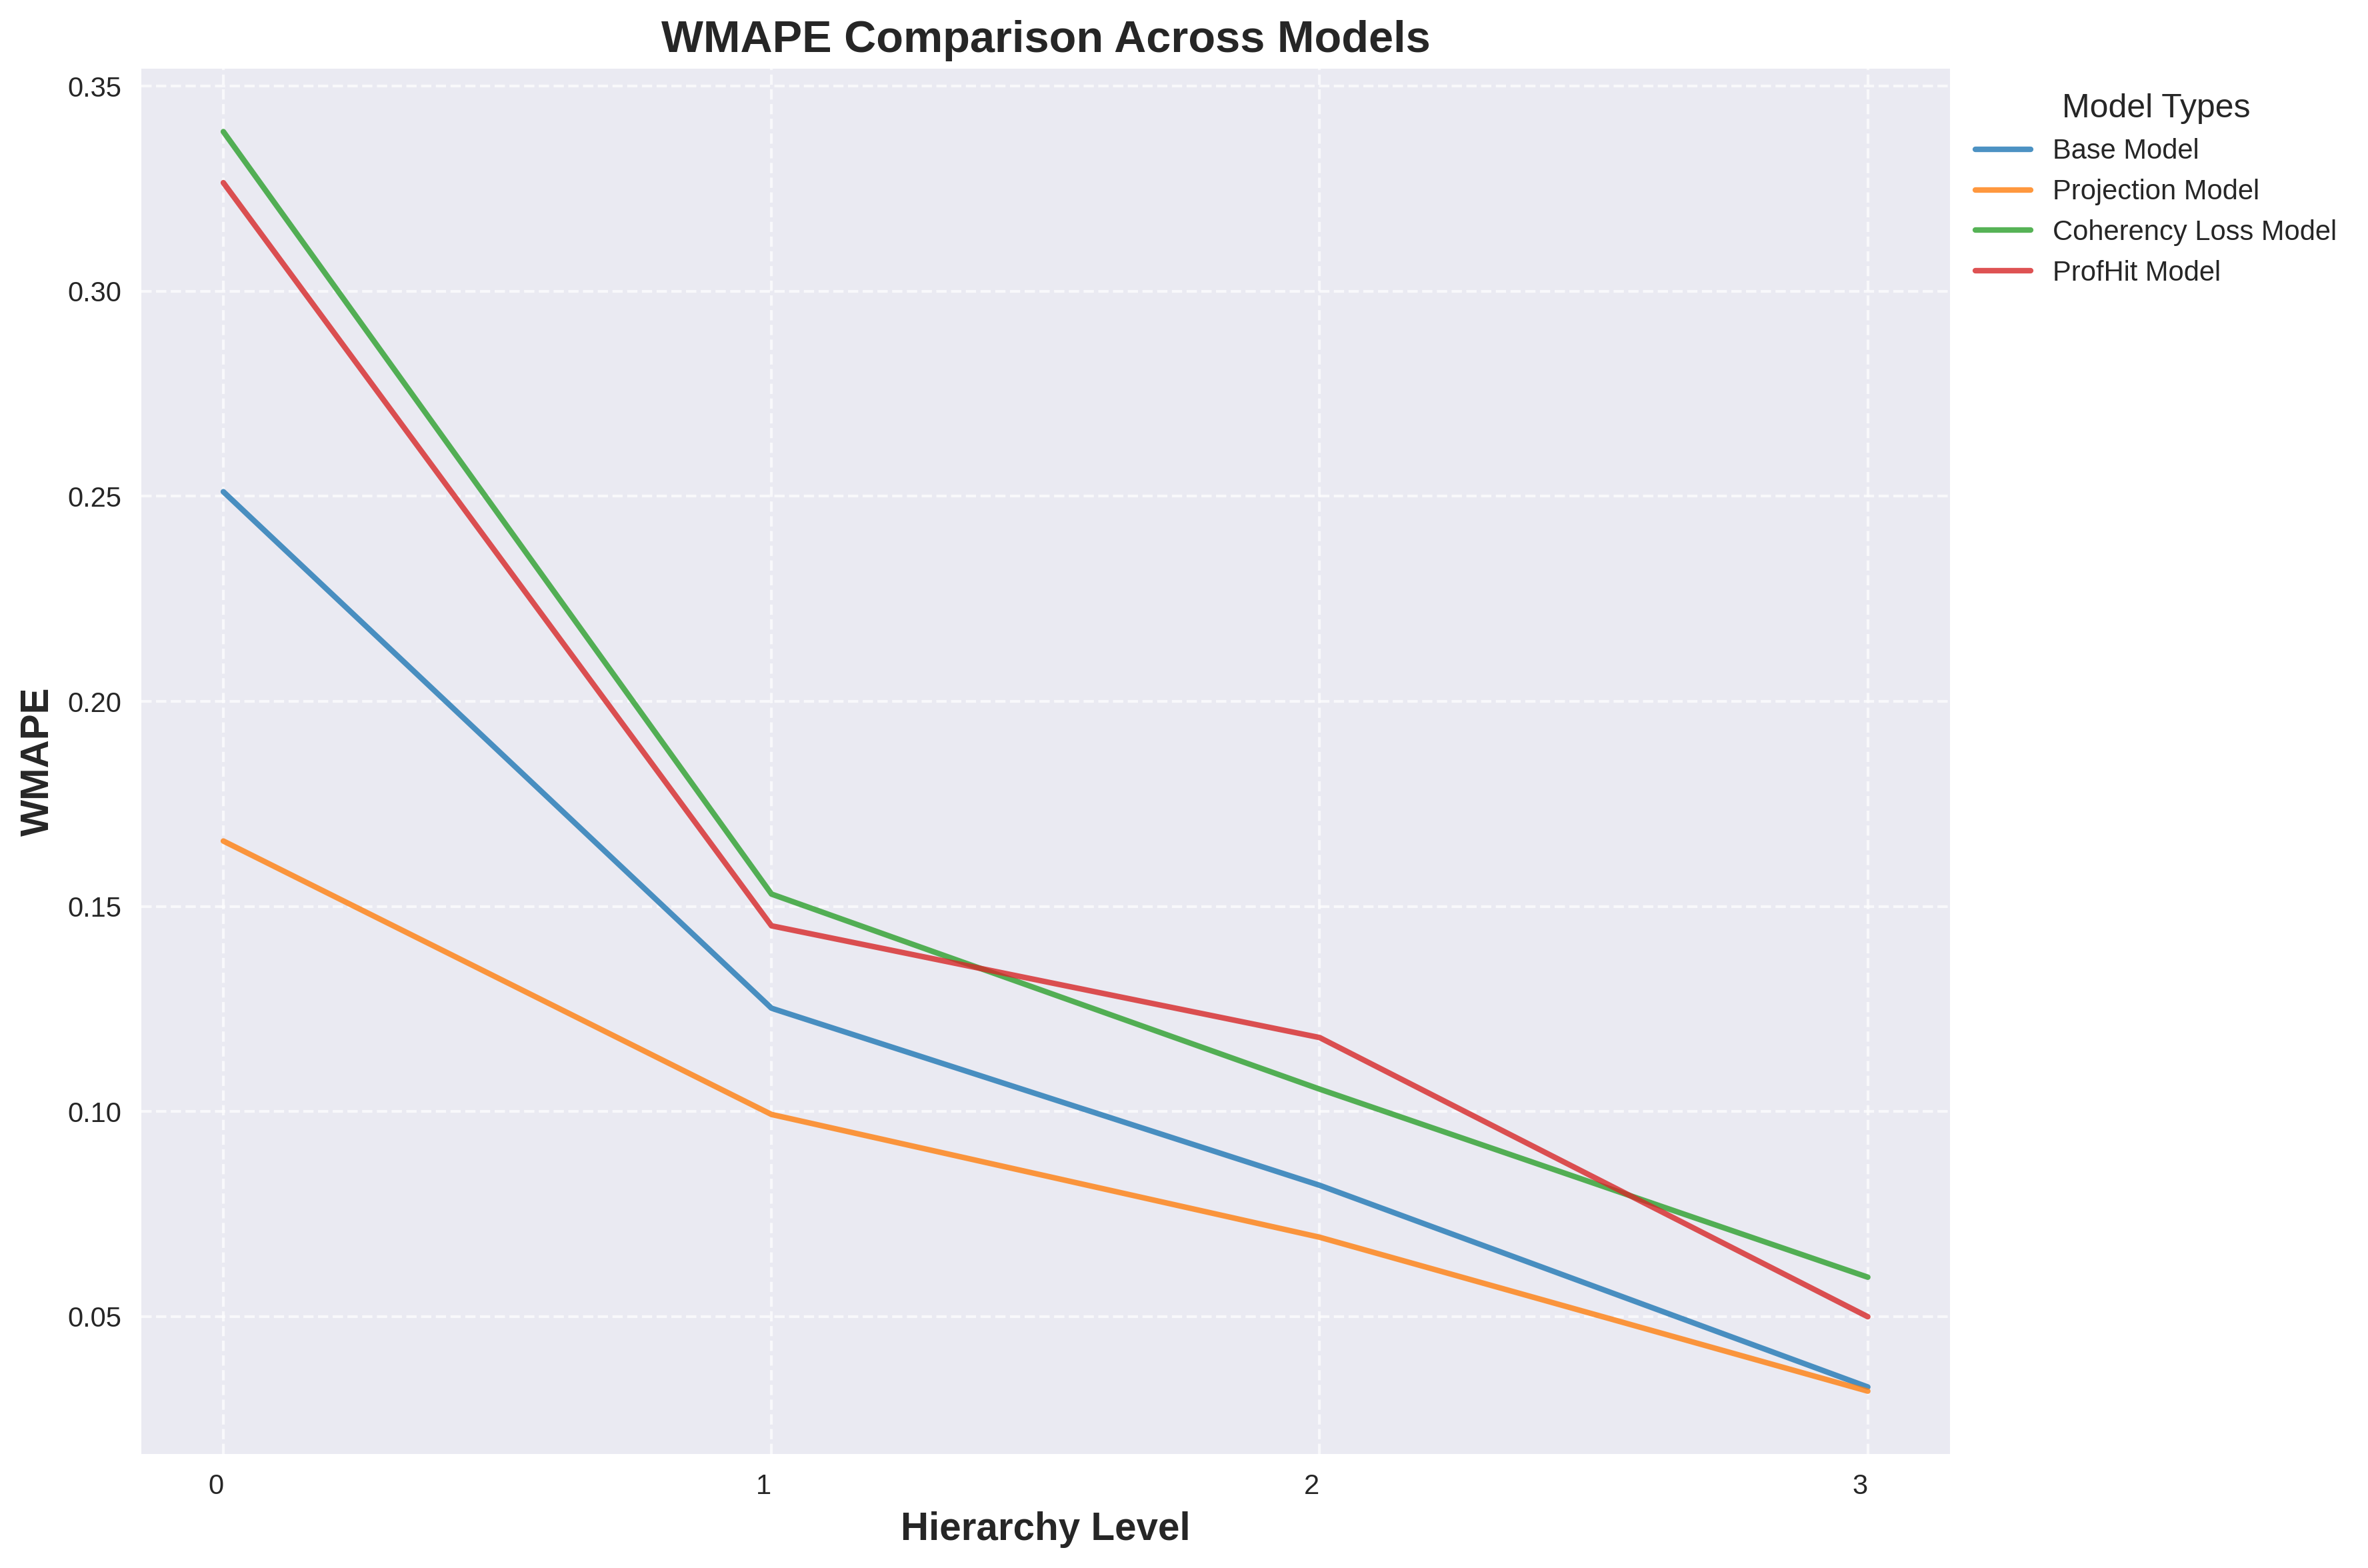 WMAPE Comparison Across Models
0.35
0.30
0.25
0.20
0.15
0.10
0.05
WMAPE
0 1 2 3
Hierarchy Level
Model Types
Base Model
Projection Model
Coherency Loss Model
ProfHit Model